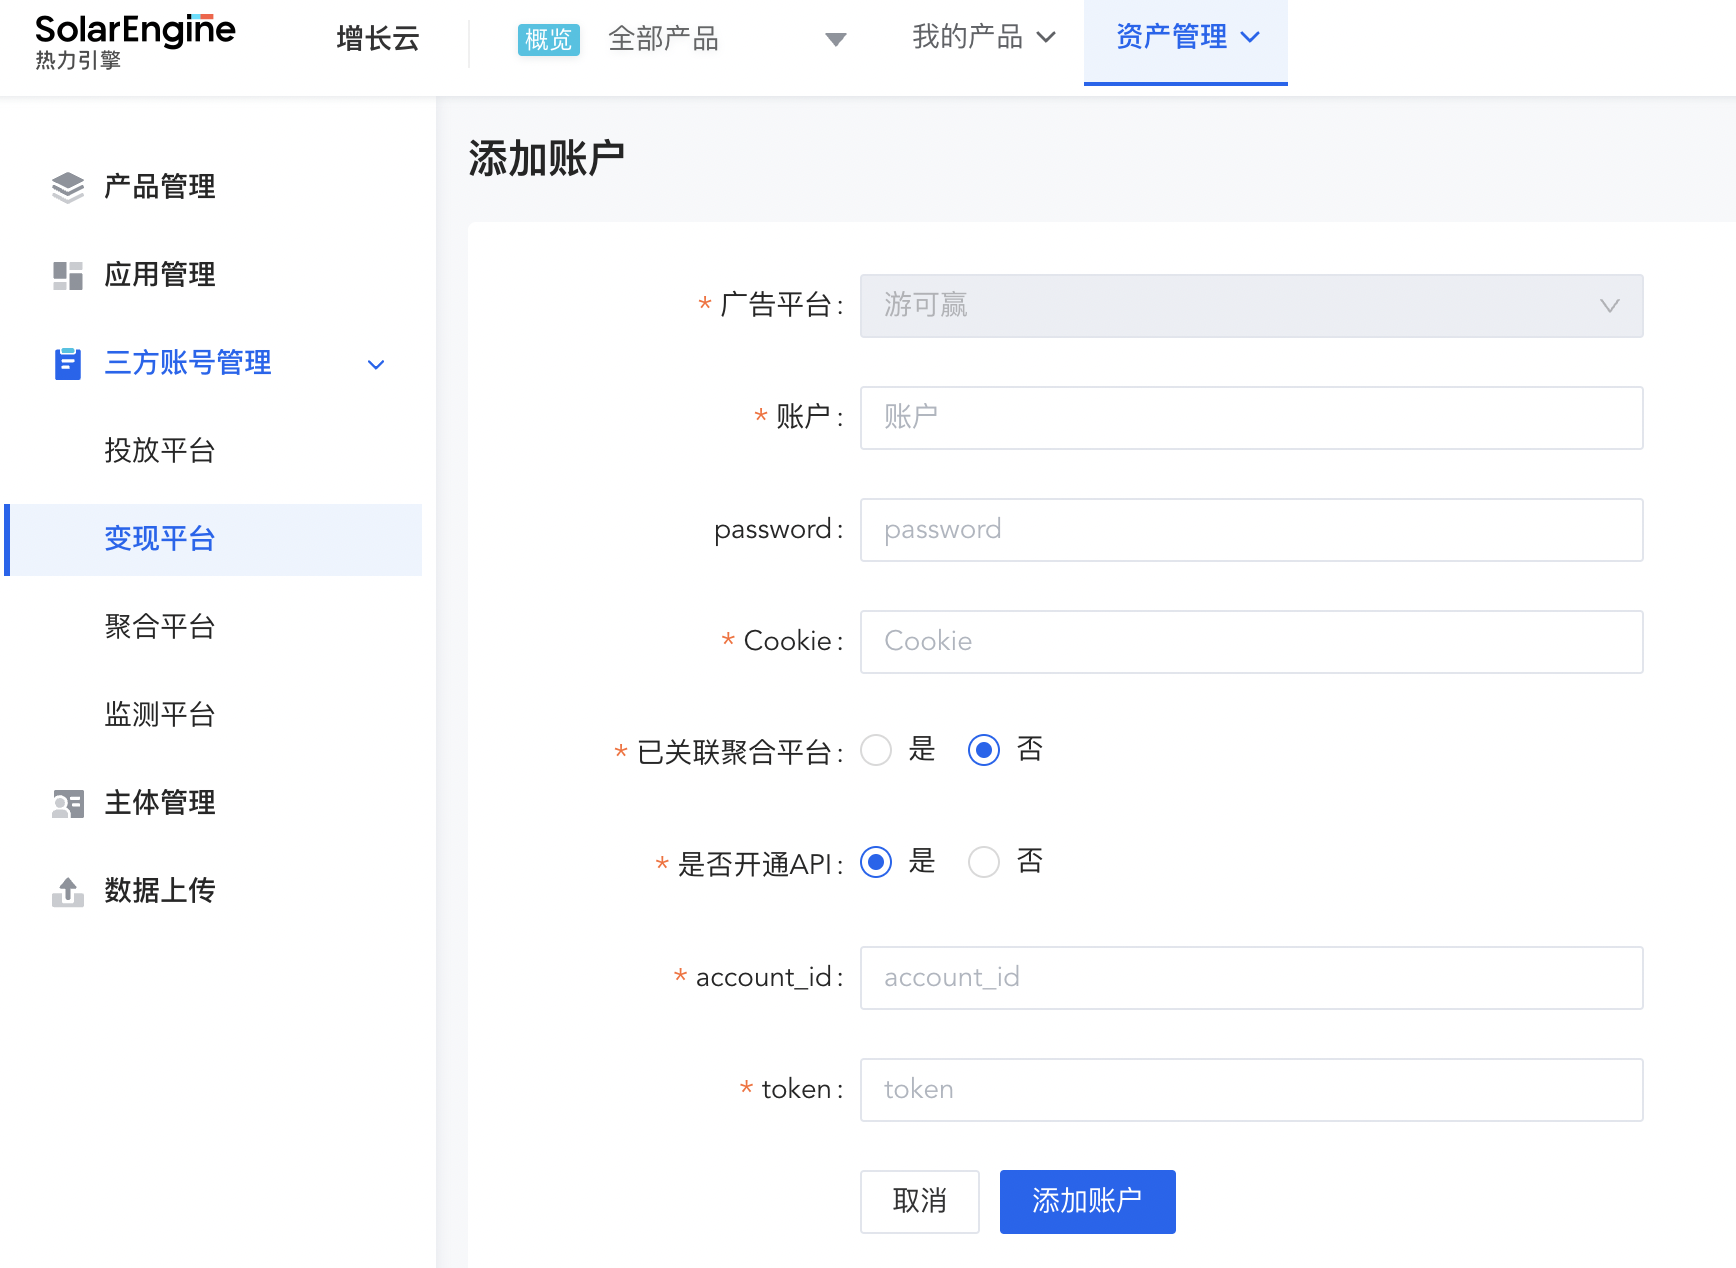 SolarEngine
热力引擎
增长云
概览 全部产品
我的产品
资产管理
产品管理
应用管理
三方账号管理
投放平台
变现平台
聚合平台
监测平台
主体管理
数据上传
添加账户
* 广告平台: 游可赢
* 账户: 账户
password: password
* Cookie: Cookie
* 已关联聚合平台: 是 否
* 是否开通API: 是 否
* account_id: account_id
* token: token
取消 添加账户